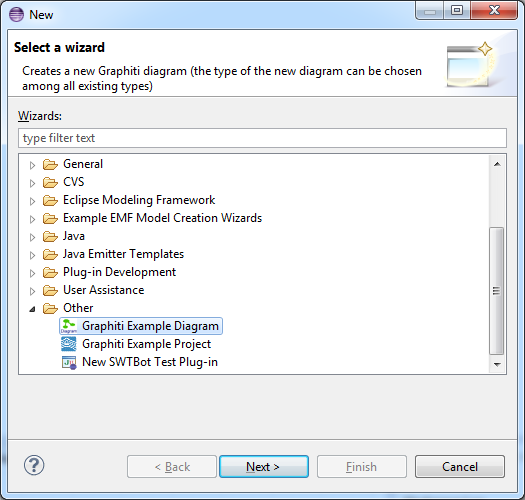 New
Select a wizard
Creates a new Graphiti diagram (the type of the new diagram can be chosen
among all existing types)
Wizards:
type filter text
General
CVS
Eclipse Modeling Framework
Example EMF Model Creation Wizards
Java
Java Emitter Templates
Plug-in Development
User Assistance
Other
Graphiti Example Diagram
Graphiti Example Project
New SWTBot Test Plug-in
? < Back Next > Finish Cancel